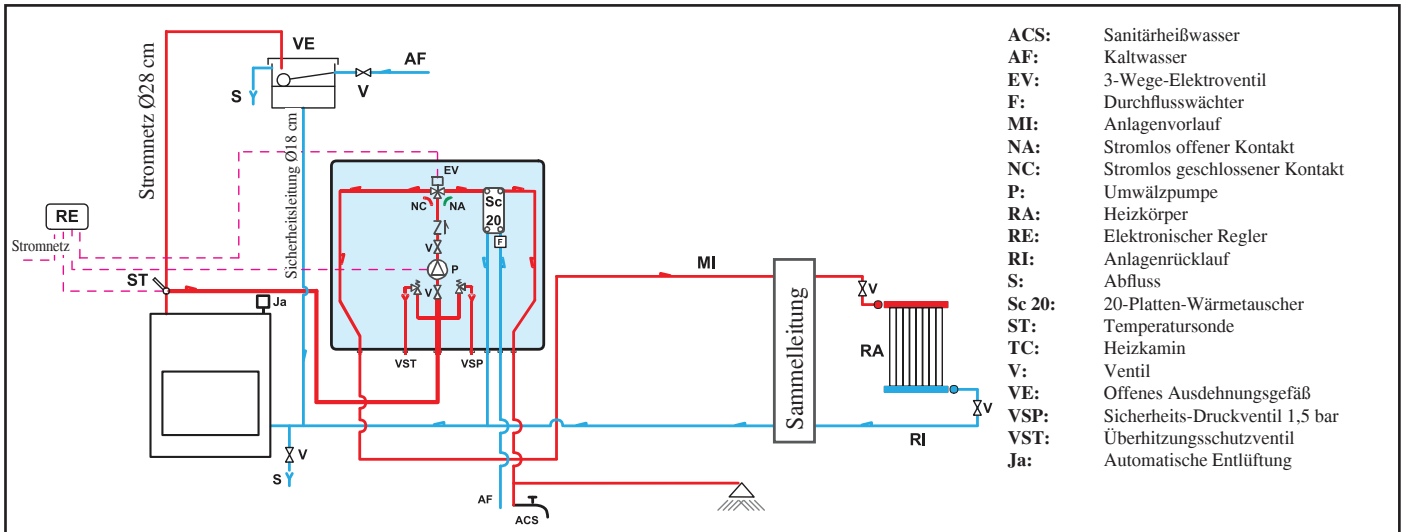 VE
AF
V
S
Stromnetz Ø28 cm
Sicherheitsleitung Ø18 cm
RE
Stromnetz
ST
Ja
EV
NC
NA
Sc
20
F
V
P
V
VST
VSP
MI
V
RA
V
RI
Sammelleitung
V
S
AF
ACS
ACS: Sanitärheißwasser
AF: Kaltwasser
EV: 3-Wege-Elektroventil
F: Durchflusswächter
MI: Anlagenvorlauf
NA: Stromlos offener Kontakt
NC: Stromlos geschlossener Kontakt
P: Umwälzpumpe
RA: Heizkörper
RE: Elektronischer Regler
RI: Anlagenrücklauf
S: Abfluss
Sc 20: 20-Platten-Wärmetauscher
ST: Temperatursonde
TC: Heizkamin
V: Ventil
VE: Offenes Ausdehnungsgefäß
VSP: Sicherheits-Druckventil 1,5 bar
VST: Überhitzungsschutzventil
Ja: Automatische Entlüftung